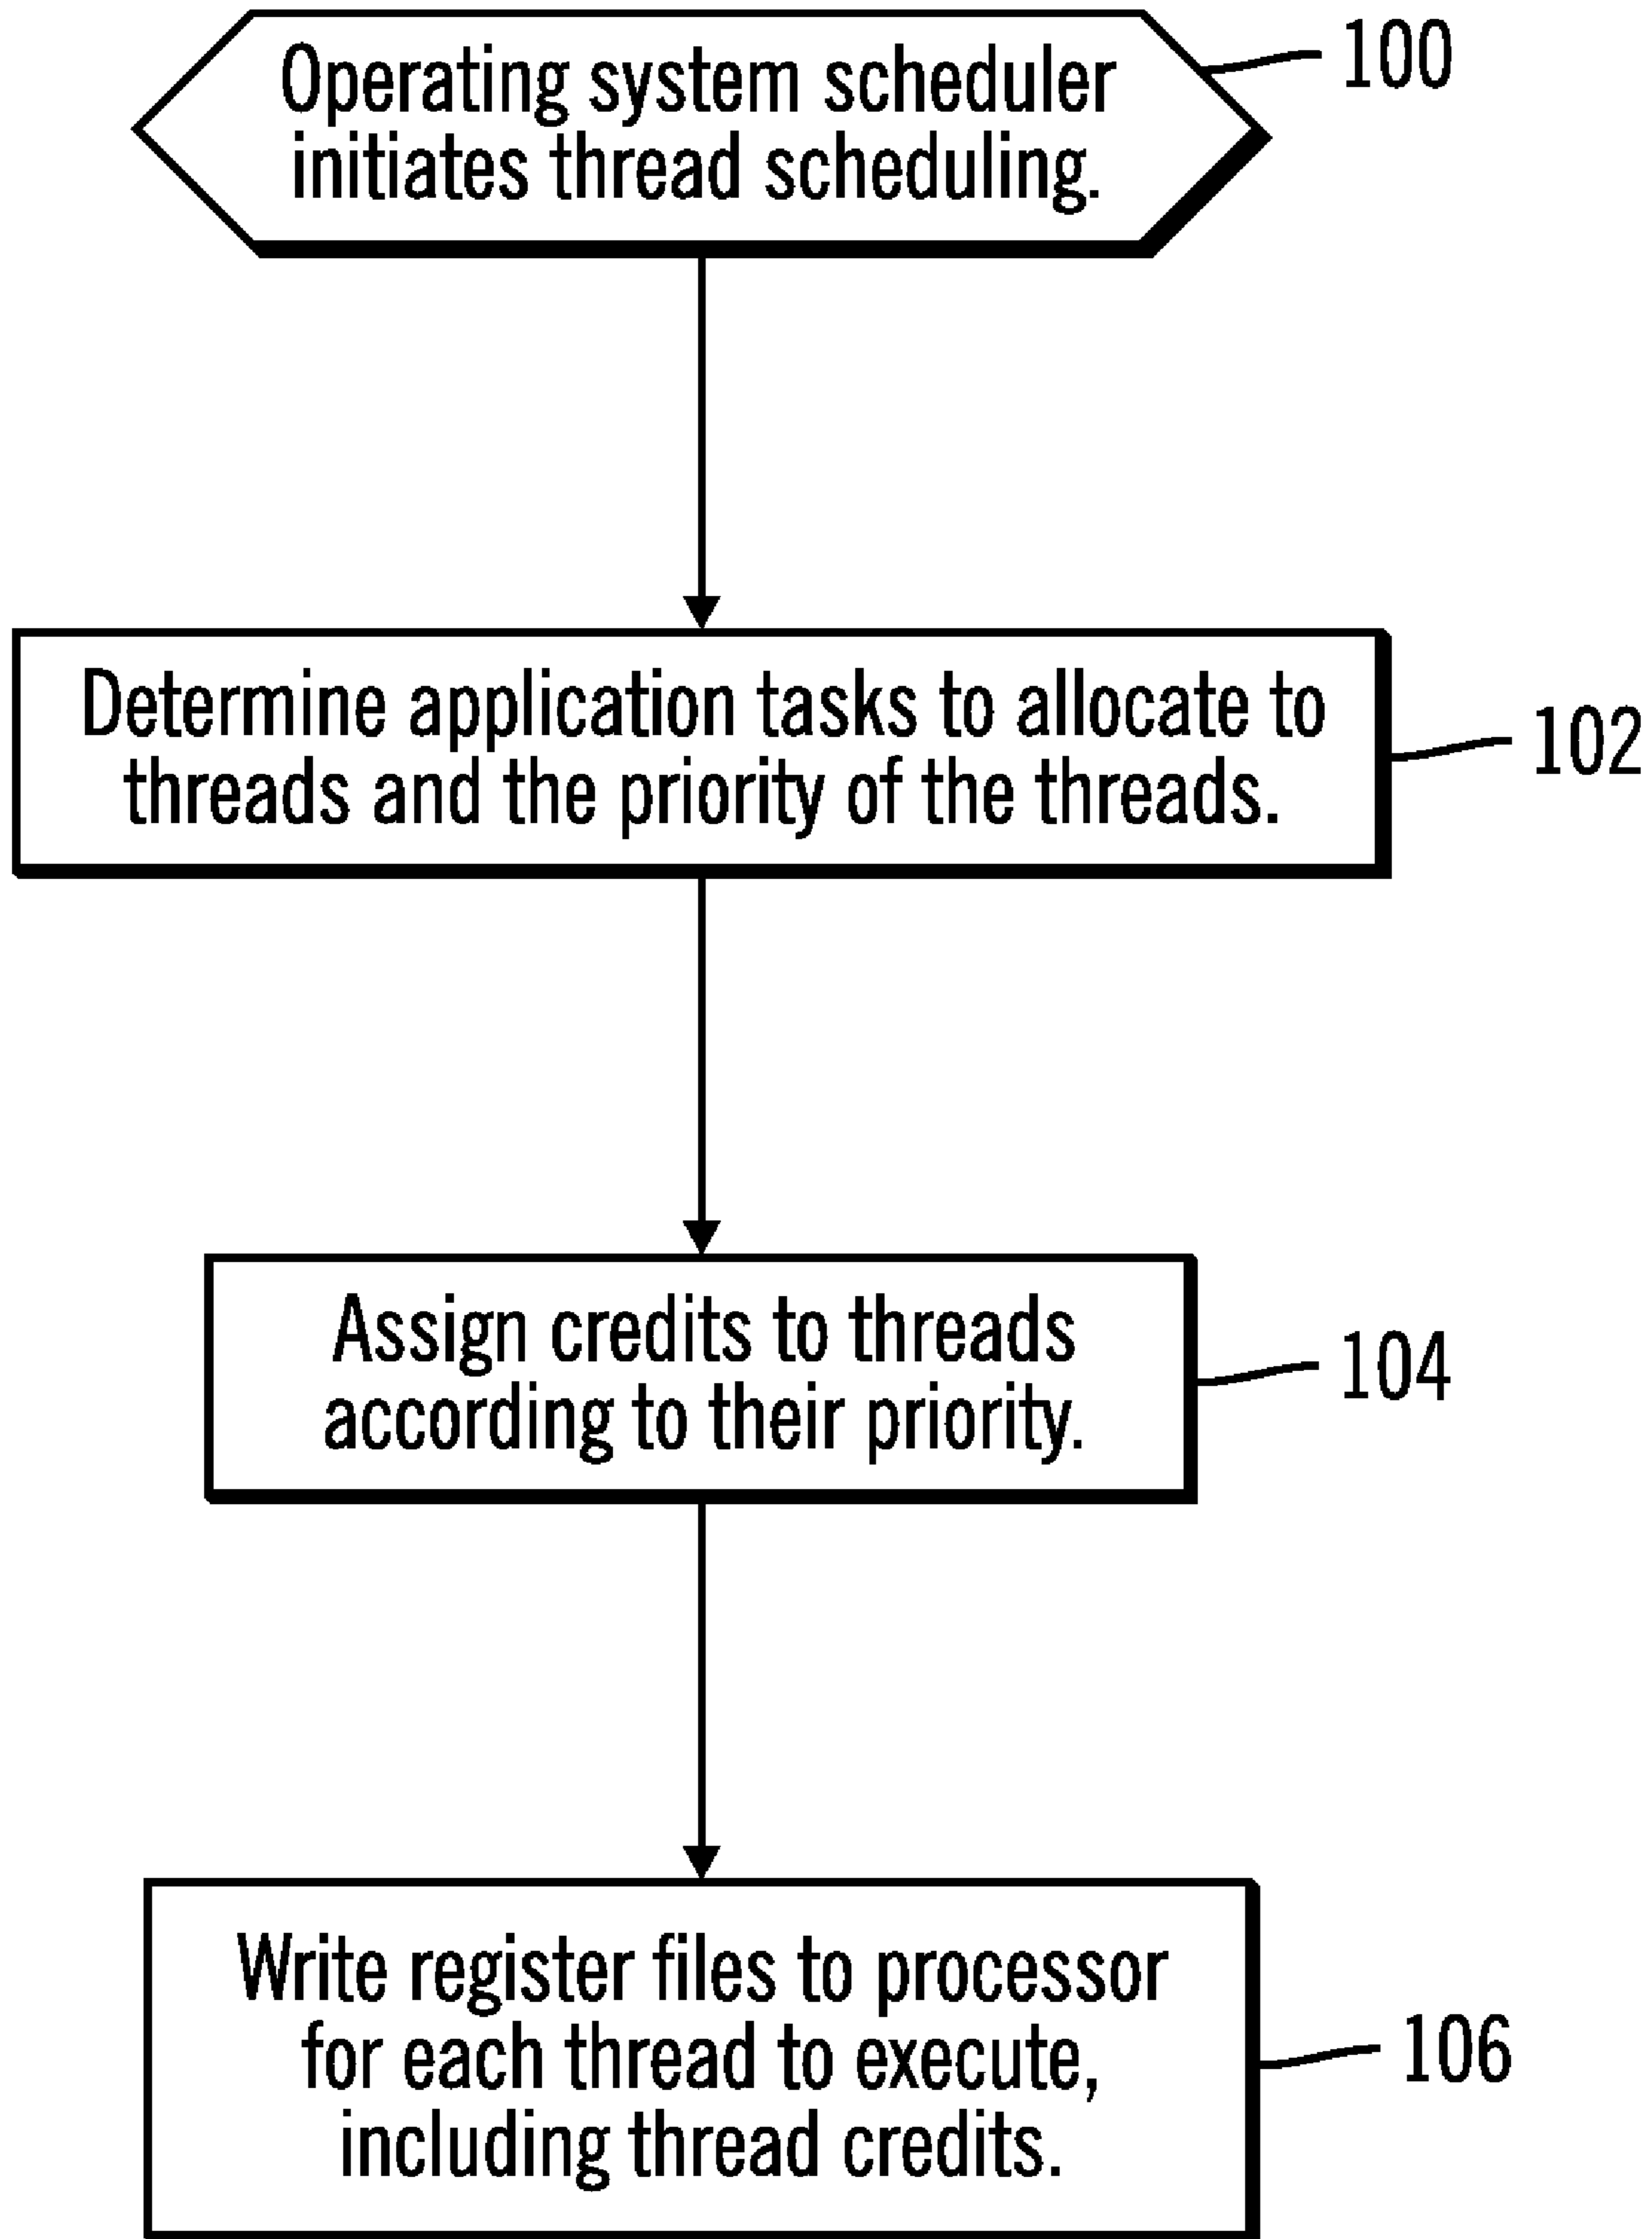 Operating system scheduler
initiates thread scheduling.
100
Determine application tasks to allocate to
threads and the priority of the threads.
102
Assign credits to threads
according to their priority.
104
Write register files to processor
for each thread to execute,
including thread credits.
106